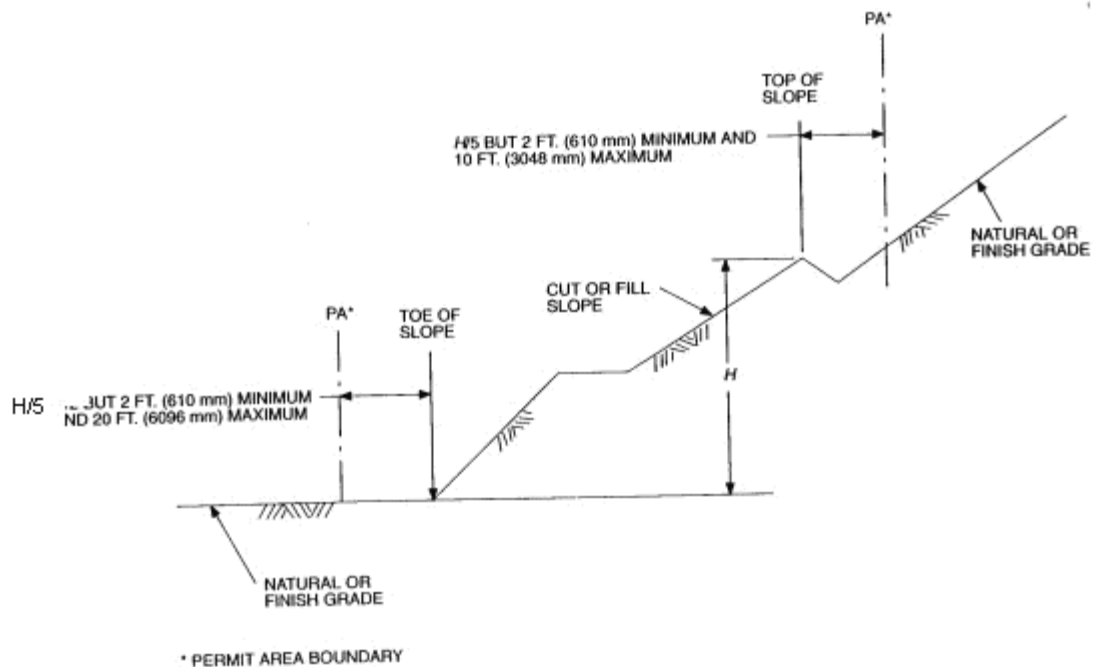 PA*
TOP OF
SLOPE
H/5 BUT 2 FT. (610 mm) MINIMUM AND
10 FT. (3048 mm) MAXIMUM
NATURAL OR
FINISH GRADE
CUT OR FILL
SLOPE
PA*
TOE OF
SLOPE
H
H/5 BUT 2 FT. (610 mm) MINIMUM
ND 20 FT. (6096 mm) MAXIMUM
NATURAL OR
FINISH GRADE
* PERMIT AREA BOUNDARY